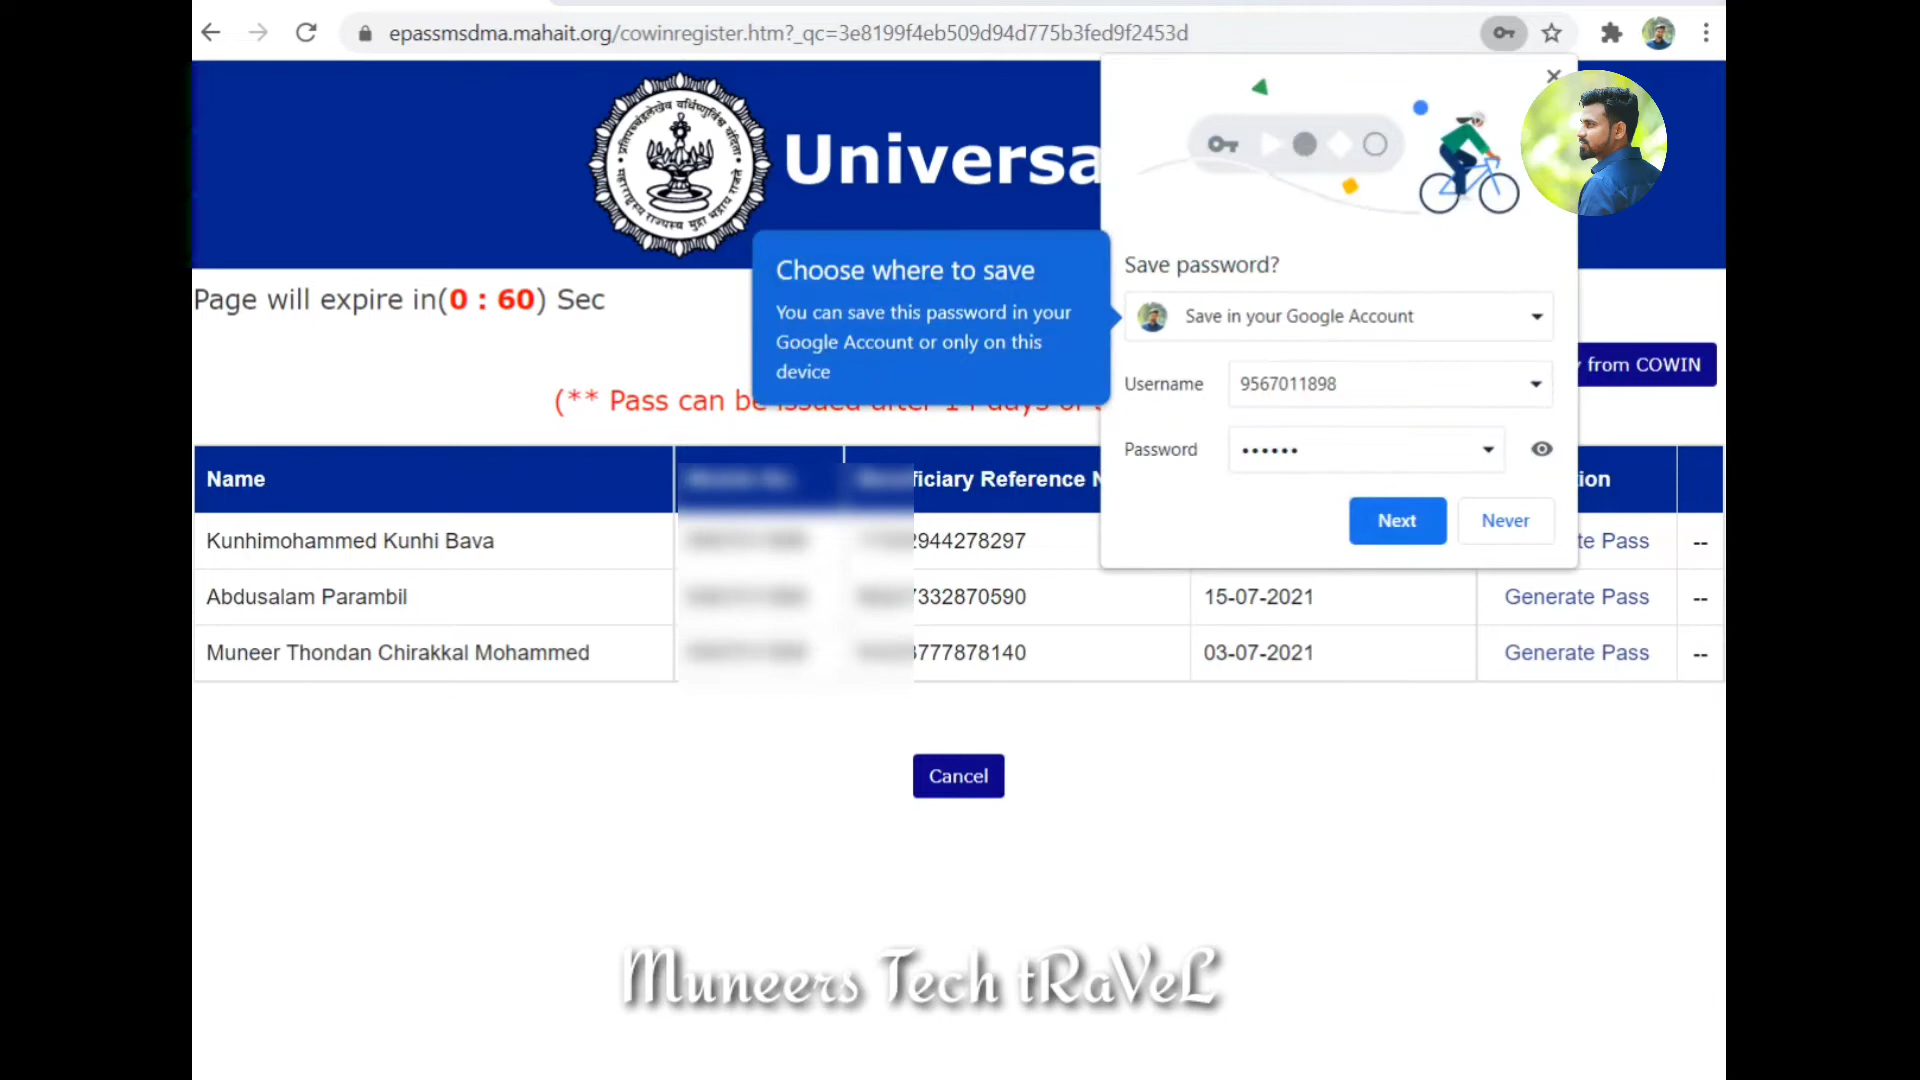 epassmsdma.mahait.org/cowinregister.htm?_qc=3e8199f4eb509d94d775b3fed9f2453d
Universa
Page will expire in(0 : 60) Sec
Choose where to save
You can save this password in your
Google Account or only on this
device
Save password?
Save in your Google Account
Username 9567011898
Password ••••••
Next Never
from COWIN
(** Pass can be
Name ficiary Reference ion
Kunhimohammed Kunhi Bava 2944278297 te Pass --
Abdusalam Parambil 7332870590 15-07-2021 Generate Pass --
Muneer Thondan Chirakkal Mohammed 3777878140 03-07-2021 Generate Pass --
Cancel
Muneers Tech tRaVeL